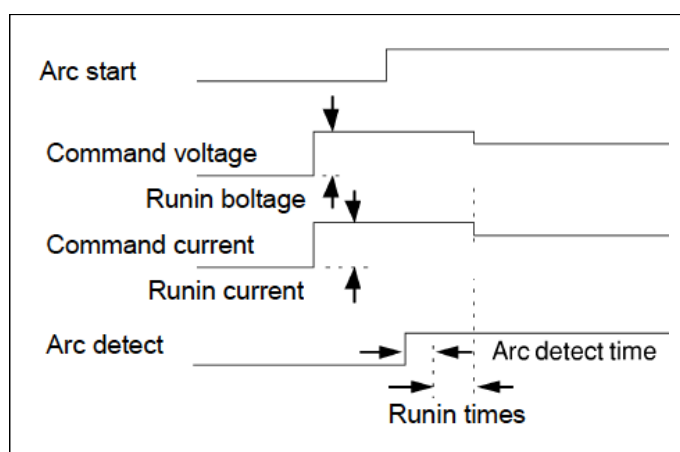 Arc start
Command voltage
Runin boltage
Command current
Runin current
Arc detect
Arc detect time
Runin times